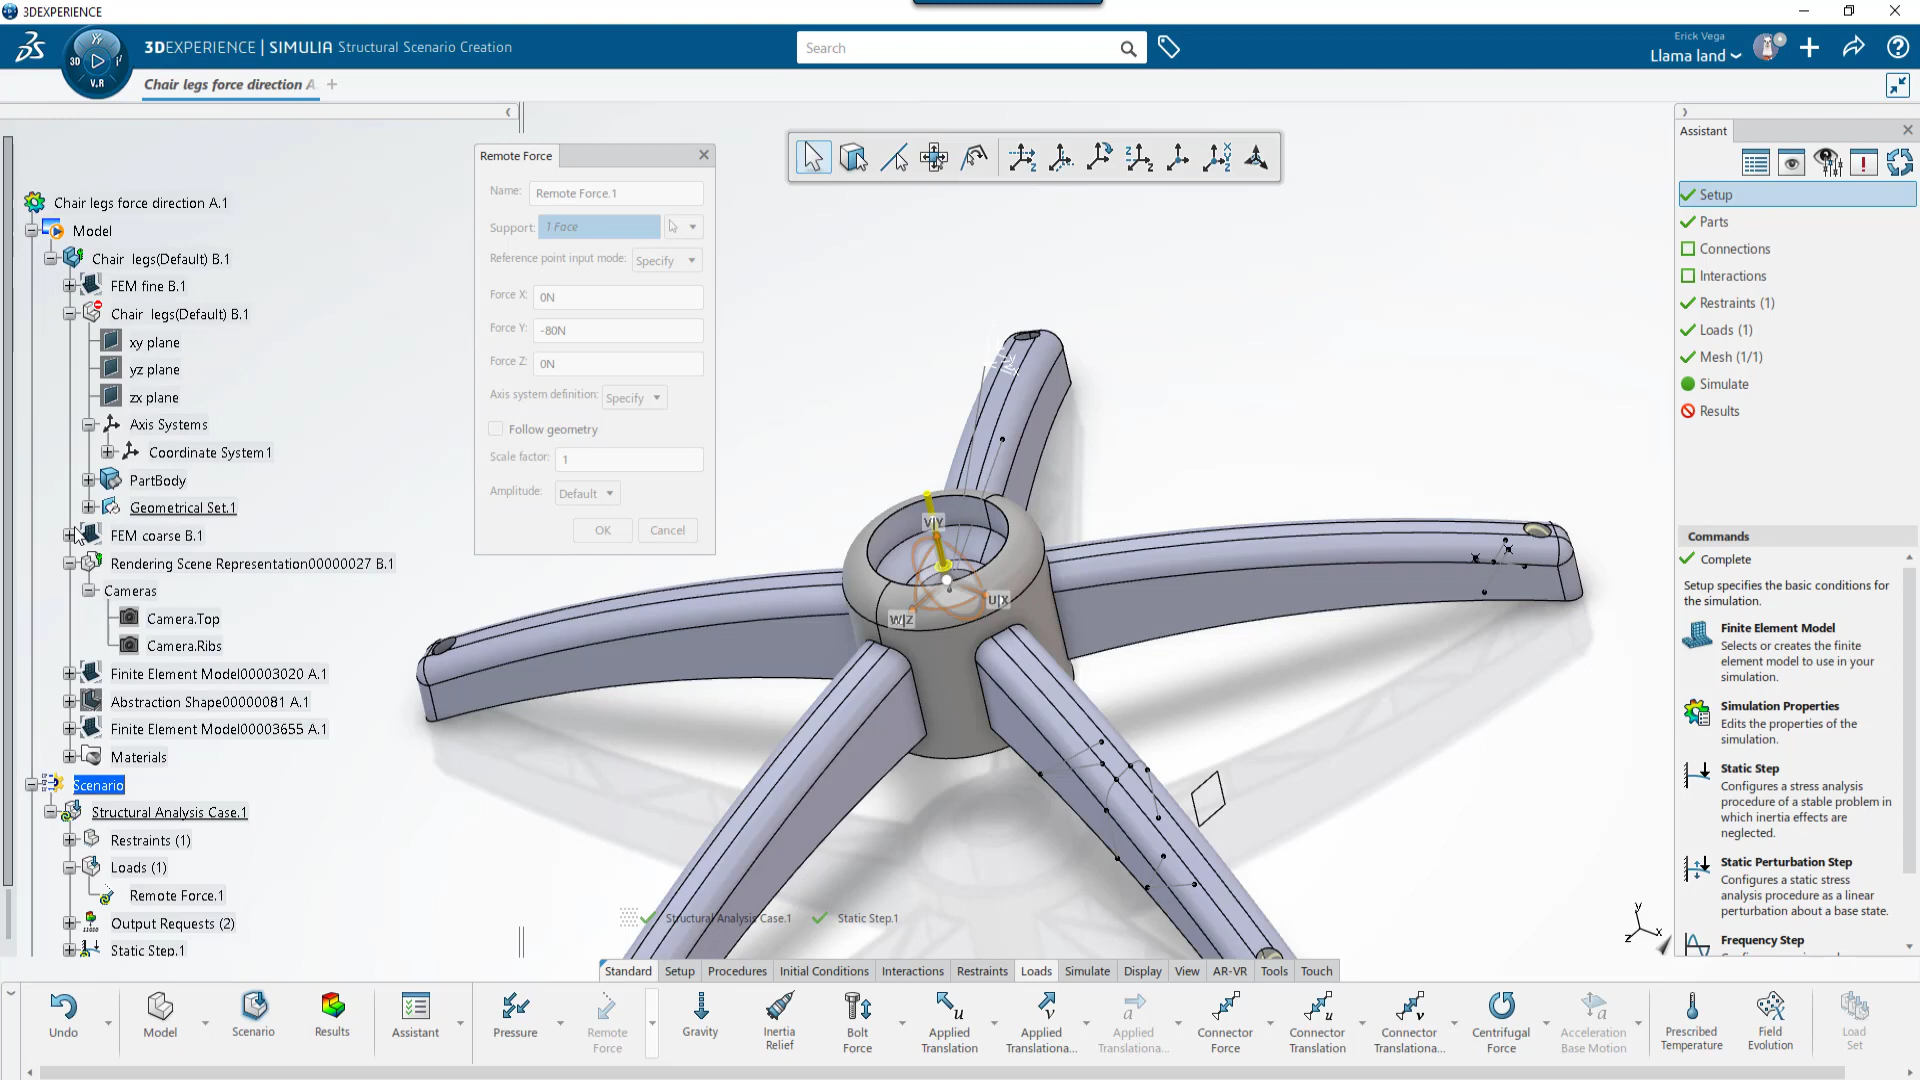 3DEXPERIENCE
3DEXPERIENCE | SIMULIA Structural Scenario Creation
3D
V.R
Search
Erick Vega
Llama land
Chair legs force direction A
Chair legs force direction A.1
Model
Chair legs(Default) B.1
FEM fine B.1
Chair legs(Default) B.1
xy plane
yz plane
zx plane
Axis Systems
Coordinate System1
PartBody
Geometrical Set.1
FEM coarse B.1
Rendering Scene Representation00000027 B.1
Cameras
Camera.Top
Camera.Ribs
Finite Element Model00003020 A.1
Abstraction Shape00000081 A.1
Finite Element Model00003655 A.1
Materials
Scenario
Structural Analysis Case.1
Restraints (1)
Loads (1)
Remote Force.1
Output Requests (2)
Static Step.1
Remote Force
Name: Remote Force.1
Support: 1 Face
Reference point input mode: Specify
Force X: 0N
Force Y: -80N
Force Z: 0N
Axis system definition: Specify
Follow geometry
Scale factor: 1
Amplitude: Default
OK Cancel
V|Y
U|X
W|Z
Structural Analysis Case.1 Static Step.1
y
x
z
Assistant
Setup
Parts
Connections
Interactions
Restraints (1)
Loads (1)
Mesh (1/1)
Simulate
Results
Commands
Complete
Setup specifies the basic conditions for
the simulation.
Finite Element Model
Selects or creates the finite
element model to use in your
simulation.
Simulation Properties
Edits the properties of the
simulation.
Static Step
Configures a stress analysis
procedure of a stable problem in
which inertia effects are
neglected.
Static Perturbation Step
Configures a static stress
analysis procedure as a linear
perturbation about a base state.
Frequency Step
Standard Setup Procedures Initial Conditions Interactions Restraints Loads Simulate Display View AR-VR Tools Touch
Undo
Model
Scenario
Results
Assistant
Pressure
Remote
Force
Gravity
Inertia
Relief
Bolt
Force
Applied
Translation
Applied
Translationa...
Applied
Translationa...
Connector
Force
Connector
Translation
Connector
Translationa...
Centrifugal
Force
Acceleration
Base Motion
Prescribed
Temperature
Field
Evolution
Load
Set